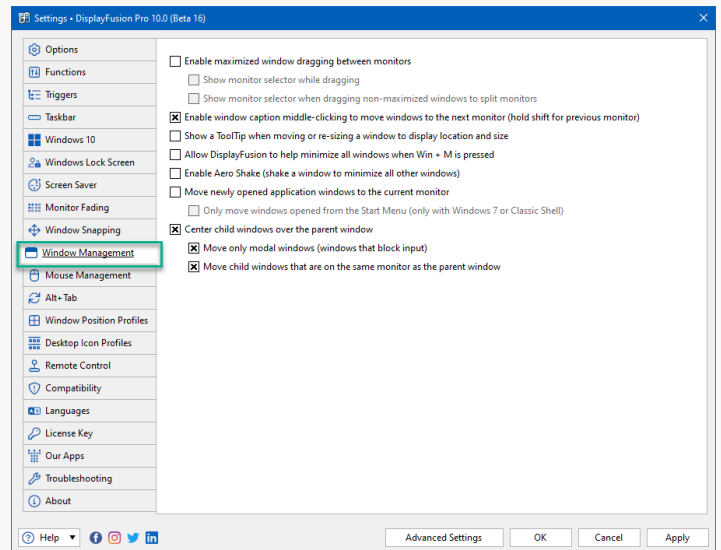 Settings • DisplayFusion Pro 10.0 (Beta 16)
Options
Functions
Triggers
Taskbar
Windows 10
Windows Lock Screen
Screen Saver
Monitor Fading
Window Snapping
Window Management
Mouse Management
Alt+Tab
Window Position Profiles
Desktop Icon Profiles
Remote Control
Compatibility
Languages
License Key
Our Apps
Troubleshooting
About
Enable maximized window dragging between monitors
Show monitor selector while dragging
Show monitor selector when dragging non-maximized windows to split monitors
Enable window caption middle-clicking to move windows to the next monitor (hold shift for previous monitor)
Show a ToolTip when moving or re-sizing a window to display location and size
Allow DisplayFusion to help minimize all windows when Win + M is pressed
Enable Aero Shake (shake a window to minimize all other windows)
Move newly opened application windows to the current monitor
Only move windows opened from the Start Menu (only with Windows 7 or Classic Shell)
Center child windows over the parent window
Move only modal windows (windows that block input)
Move child windows that are on the same monitor as the parent window
Help
Advanced Settings
OK
Cancel
Apply